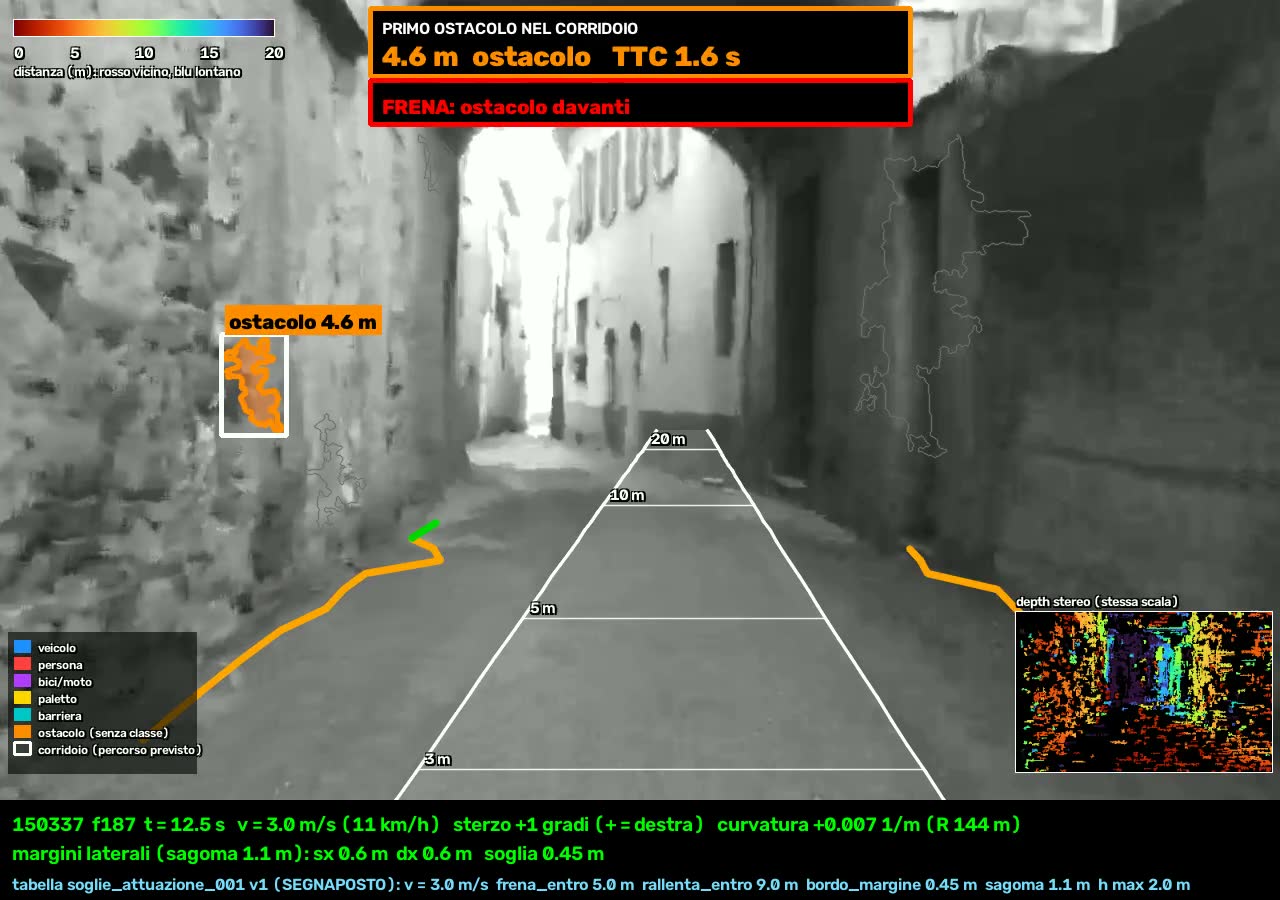 0 5 10 15 20
distanza (m): rosso vicino, blu lontano
PRIMO OSTACOLO NEL CORRIDOIO
4.6 m ostacolo TTC 1.6 s
FRENA: ostacolo davanti
ostacolo 4.6 m
20 m
10 m
5 m
3 m
depth stereo (stessa scala)
veicolo
persona
bici/moto
paletto
barriera
ostacolo (senza classe)
corridoio (percorso previsto)
150337 f187 t = 12.5 s v = 3.0 m/s (11 km/h) sterzo +1 gradi (+ = destra) curvatura +0.007 1/m (R 144 m)
margini laterali (sagoma 1.1 m): sx 0.6 m dx 0.6 m soglia 0.45 m
tabella soglie_attuazione_001 v1 (SEGNAPOSTO): v = 3.0 m/s frena_entro 5.0 m rallenta_entro 9.0 m bordo_margine 0.45 m sagoma 1.1 m h max 2.0 m